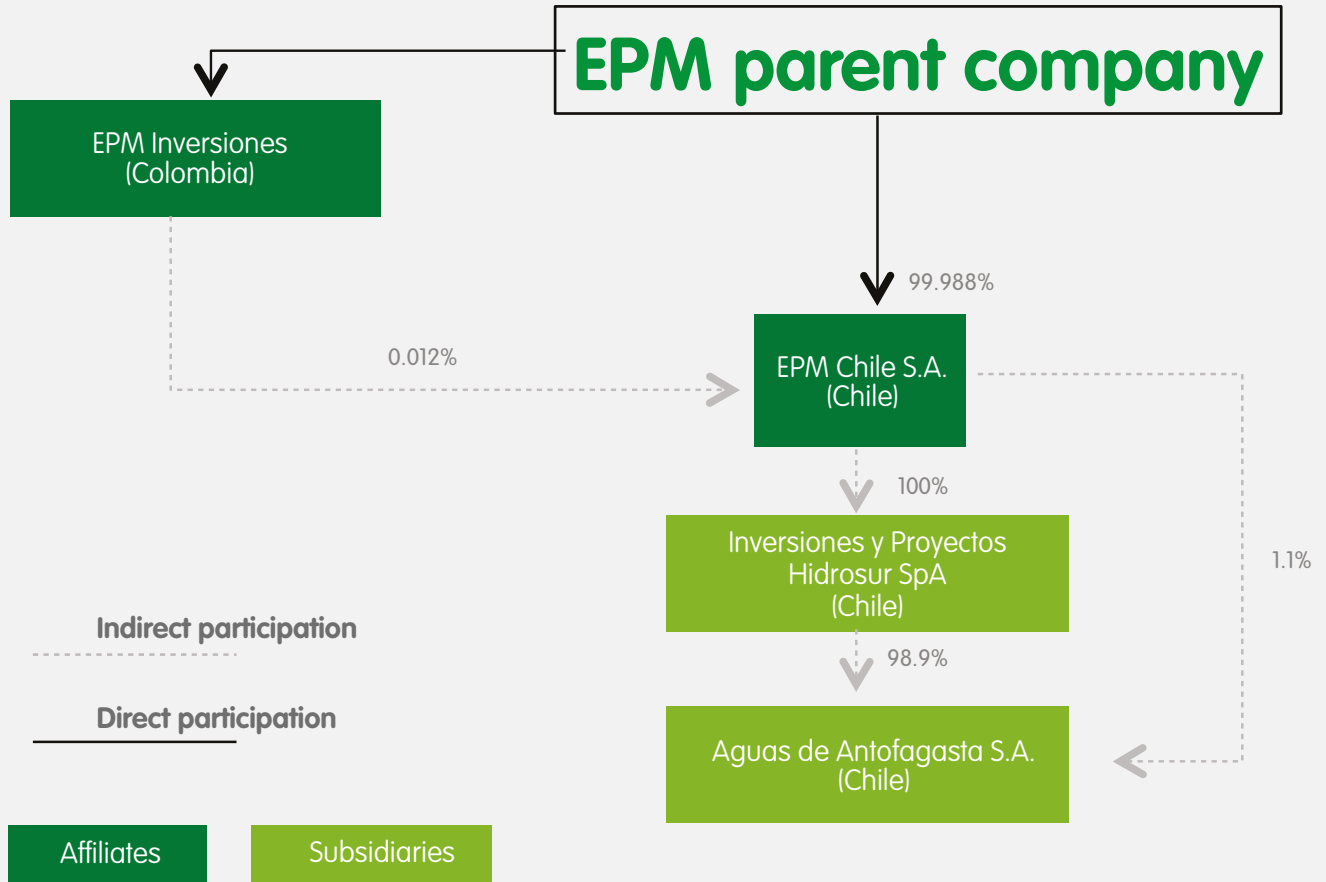 EPM parent company
EPM Inversiones
(Colombia)
99.988%
0.012%
EPM Chile S.A.
(Chile)
100%
Inversiones y Proyectos
Hidrosur SpA
(Chile)
1.1%
Indirect participation
98.9%
Direct participation
Aguas de Antofagasta S.A.
(Chile)
Affiliates
Subsidiaries